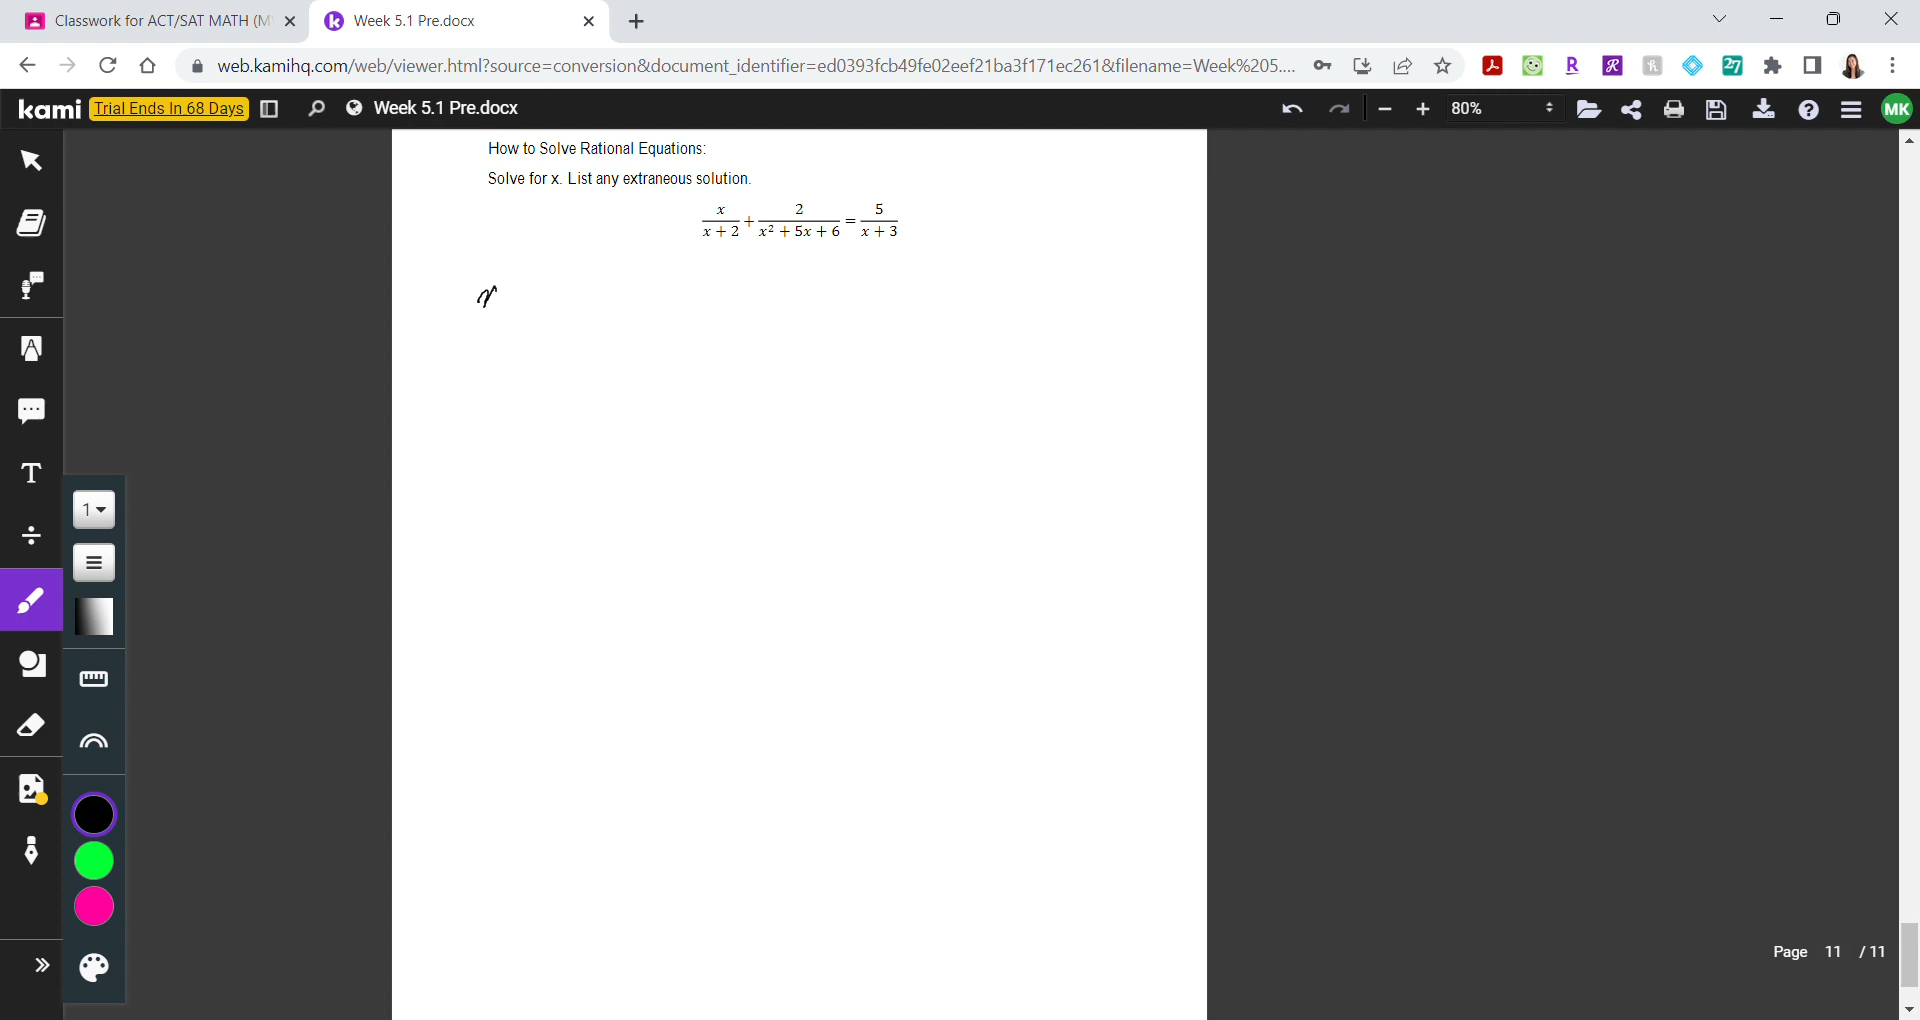 Classwork for ACT/SAT MATH (M
Week 5.1 Pre.docx
web.kamihq.com/web/viewer.html?source=conversion&document_identifier=ed0393fcb49fe02eef21ba3f171ec261&filename=Week%205....
27
kami Trial Ends In 68 Days Week 5.1 Pre.docx 80% MK
How to Solve Rational Equations:
Solve for x. List any extraneous solution.
x/(x + 2) + 2/(x² + 5x + 6) = 5/(x + 3)
1
Page 11 / 11